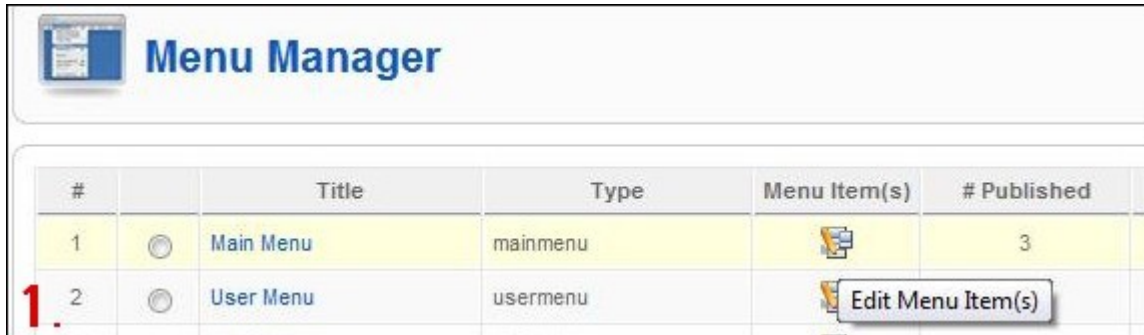 Menu Manager
# Title Type Menu Item(s) # Published
1 Main Menu mainmenu 3
2 User Menu usermenu
Edit Menu Item(s)
1.